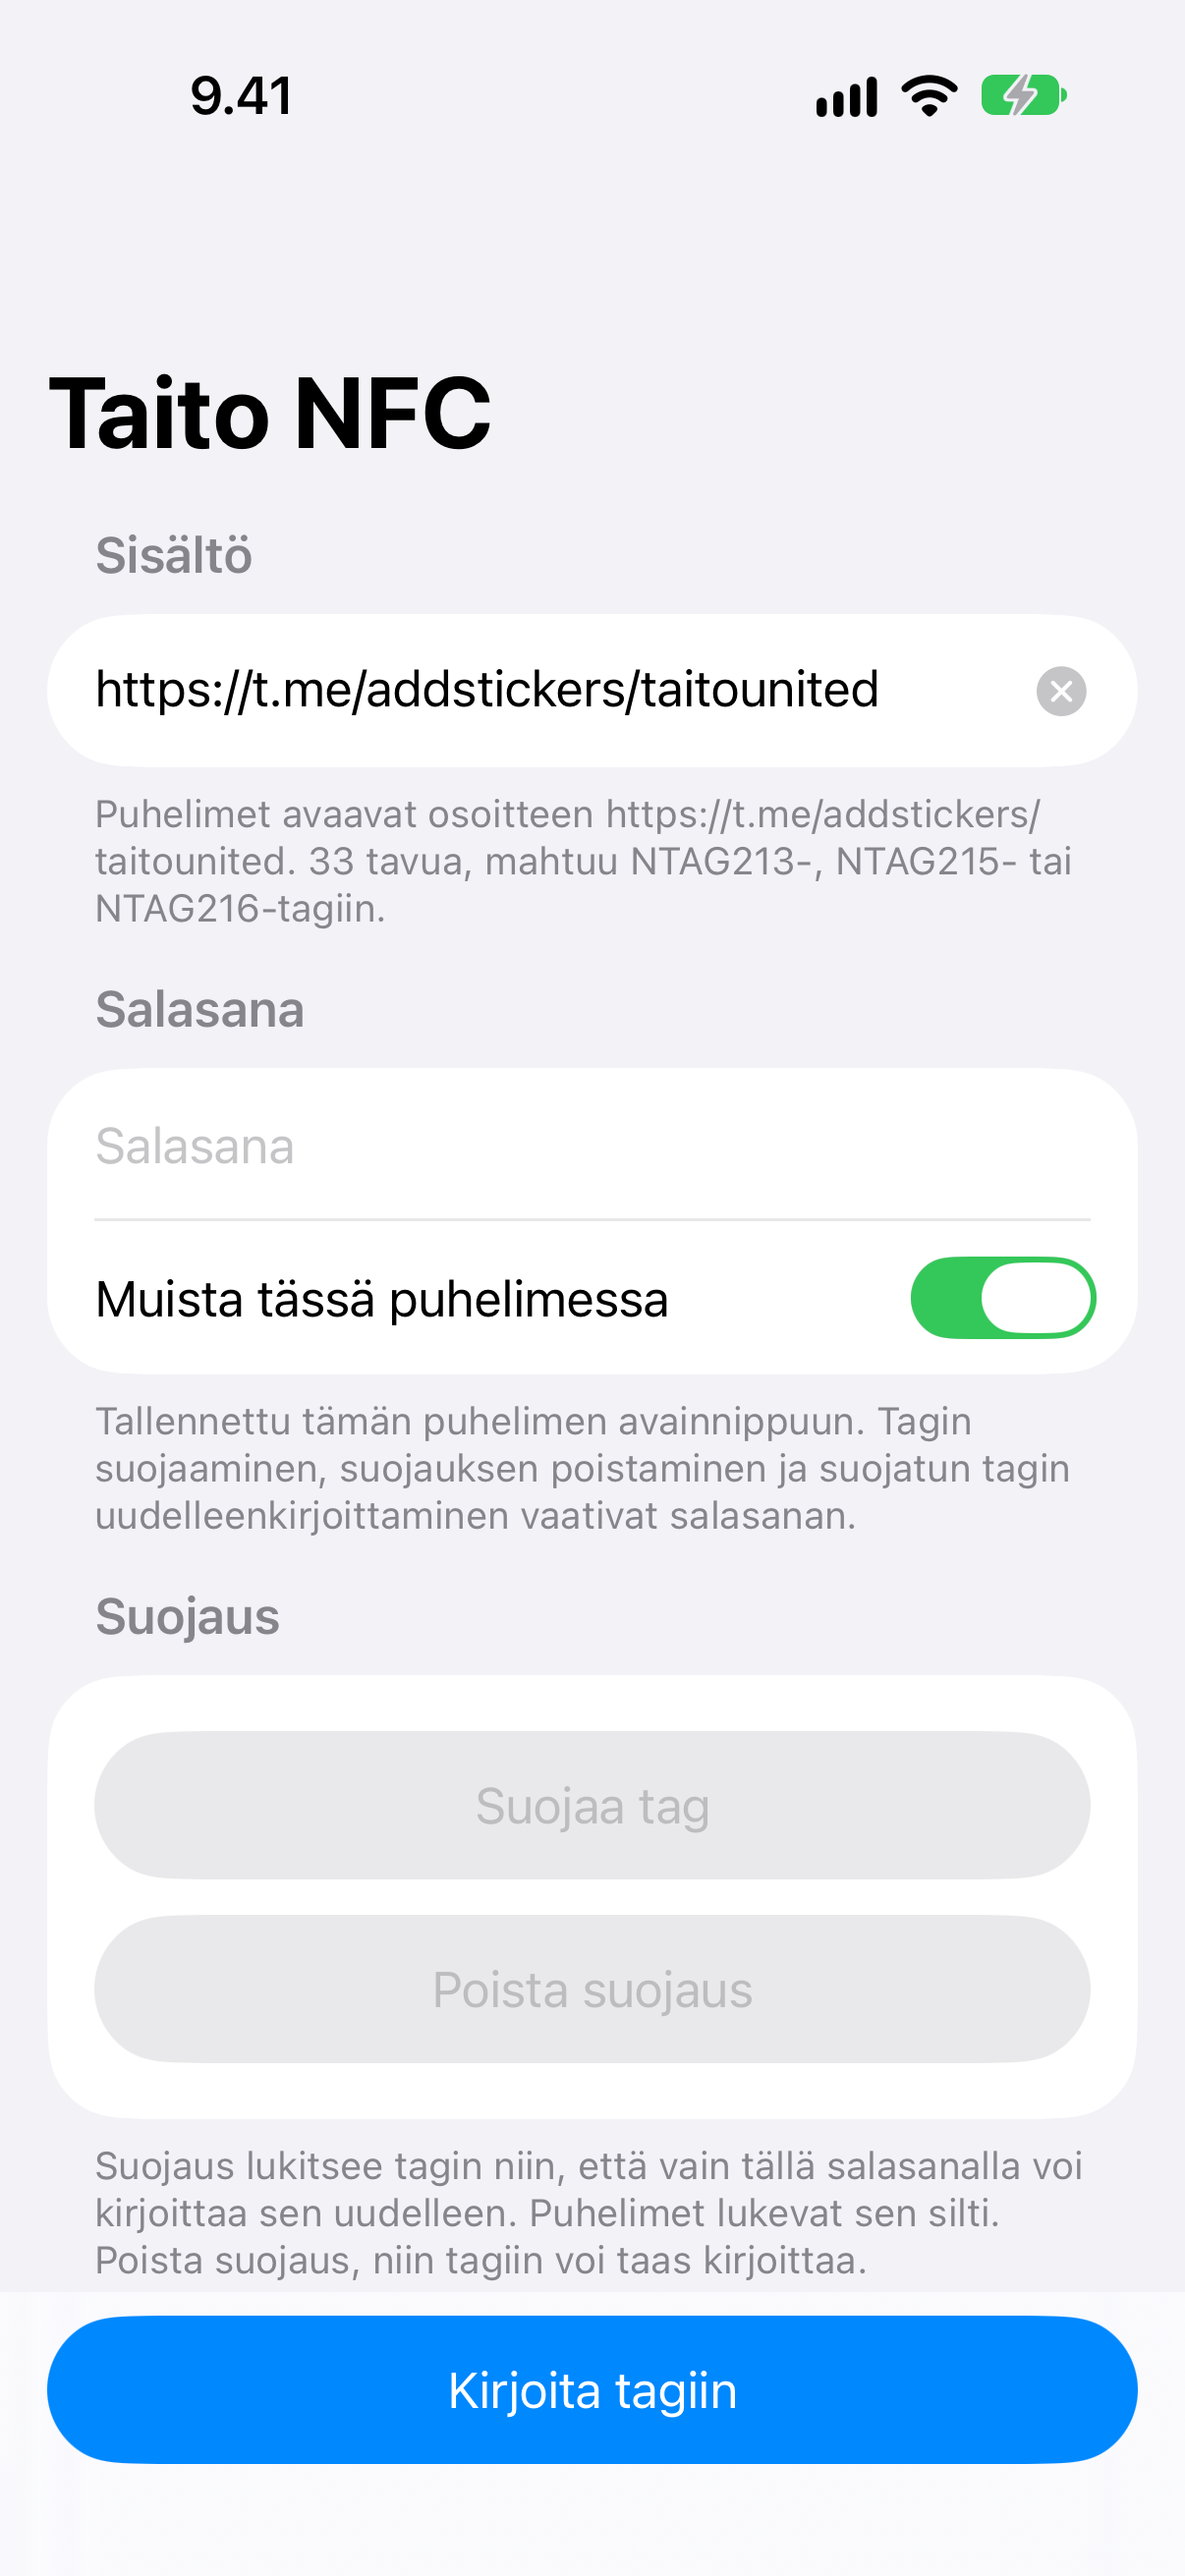 9.41
Taito NFC
Sisältö
https://t.me/addstickers/taitounited
Puhelimet avaavat osoitteen https://t.me/addstickers/
taitounited. 33 tavua, mahtuu NTAG213-, NTAG215- tai
NTAG216-tagiin.
Salasana
Salasana
Muista tässä puhelimessa
Tallennettu tämän puhelimen avainnippuun. Tagin
suojaaminen, suojauksen poistaminen ja suojatun tagin
uudelleenkirjoittaminen vaativat salasanan.
Suojaus
Suojaa tag
Poista suojaus
Suojaus lukitsee tagin niin, että vain tällä salasanalla voi
kirjoittaa sen uudelleen. Puhelimet lukevat sen silti.
Poista suojaus, niin tagiin voi taas kirjoittaa.
Kirjoita tagiin